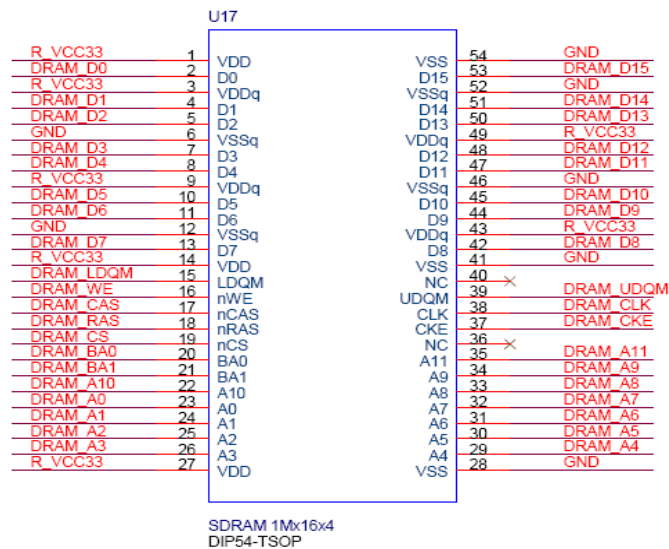 U17
R_VCC33 1 VDD VSS 54 GND
DRAM_D0 2 D0 D15 53 DRAM_D15
R_VCC33 3 VDDq VSSq 52 GND
DRAM_D1 4 D1 D14 51 DRAM_D14
DRAM_D2 5 D2 D13 50 DRAM_D13
GND 6 VSSq VDDq 49 R_VCC33
DRAM_D3 7 D3 D12 48 DRAM_D12
DRAM_D4 8 D4 D11 47 DRAM_D11
R_VCC33 9 VDDq VSSq 46 GND
DRAM_D5 10 D5 D10 45 DRAM_D10
DRAM_D6 11 D6 D9 44 DRAM_D9
GND 12 VSSq VDDq 43 R_VCC33
DRAM_D7 13 D7 D8 42 DRAM_D8
R_VCC33 14 VDD VSS 41 GND
DRAM_LDQM 15 LDQM NC 40
DRAM_WE 16 nWE UDQM 39 DRAM_UDQM
DRAM_CAS 17 nCAS CLK 38 DRAM_CLK
DRAM_RAS 18 nRAS CKE 37 DRAM_CKE
DRAM_CS 19 nCS NC 36
DRAM_BA0 20 BA0 A11 35 DRAM_A11
DRAM_BA1 21 BA1 A9 34 DRAM_A9
DRAM_A10 22 A10 A8 33 DRAM_A8
DRAM_A0 23 A0 A7 32 DRAM_A7
DRAM_A1 24 A1 A6 31 DRAM_A6
DRAM_A2 25 A2 A5 30 DRAM_A5
DRAM_A3 26 A3 A4 29 DRAM_A4
R_VCC33 27 VDD VSS 28 GND
SDRAM 1Mx16x4
DIP54-TSOP